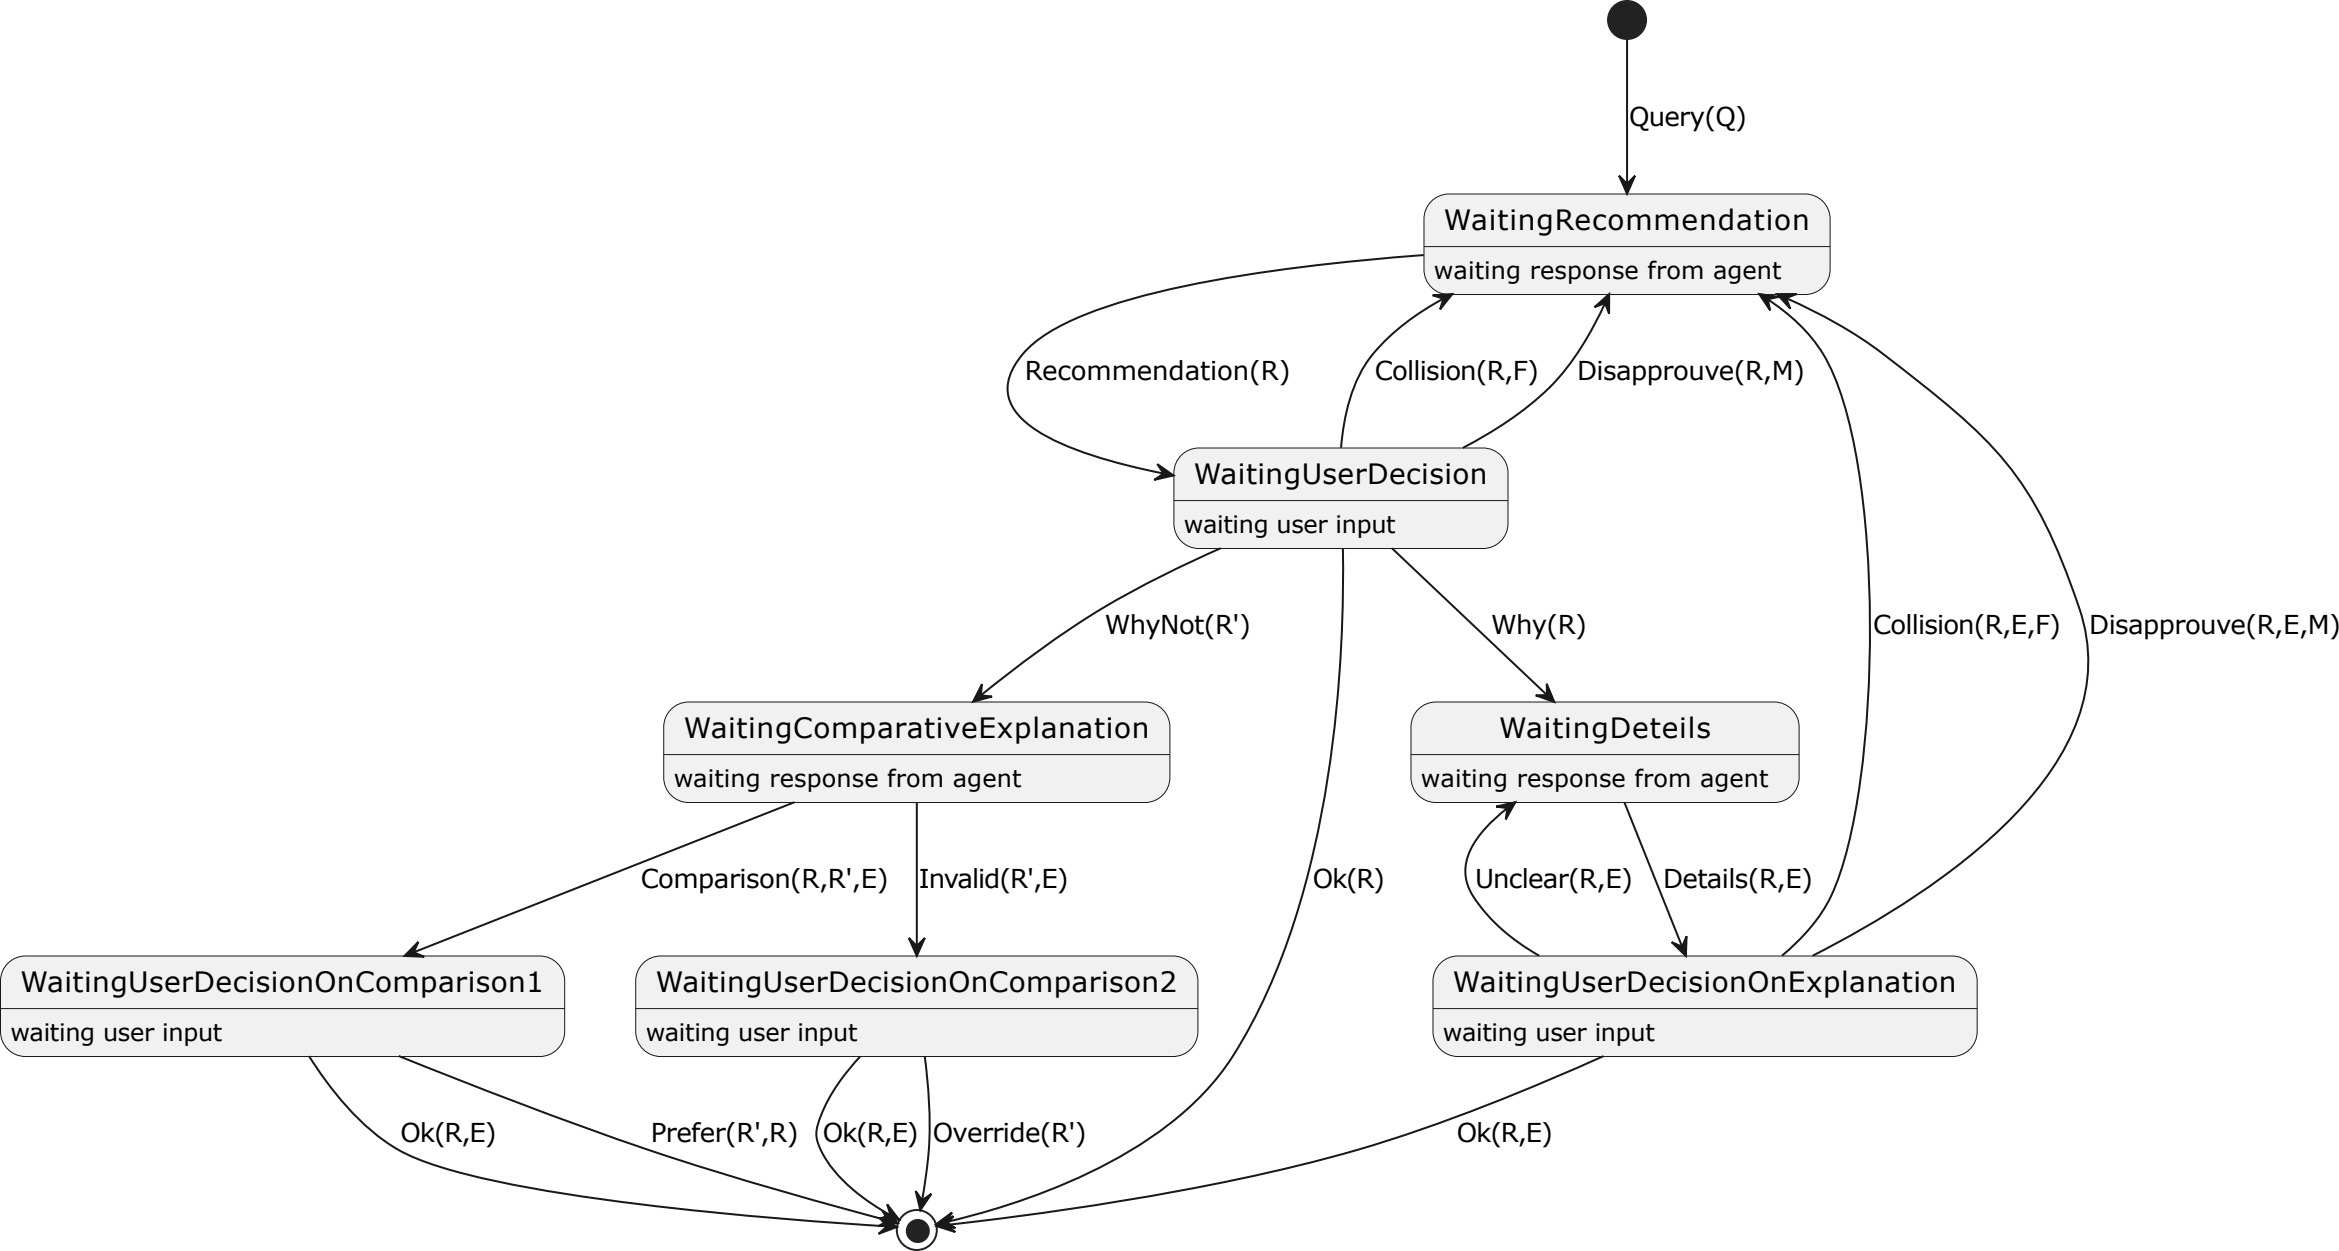 Query(Q)
WaitingRecommendation
waiting response from agent
Recommendation(R)
Collision(R,F)
Disapprouve(R,M)
WaitingUserDecision
waiting user input
WhyNot(R')
Why(R)
Collision(R,E,F)
Disapprouve(R,E,M)
WaitingComparativeExplanation
waiting response from agent
WaitingDeteils
waiting response from agent
Comparison(R,R',E)
Invalid(R',E)
Ok(R)
Unclear(R,E)
Details(R,E)
WaitingUserDecisionOnComparison1
waiting user input
WaitingUserDecisionOnComparison2
waiting user input
WaitingUserDecisionOnExplanation
waiting user input
Ok(R,E)
Prefer(R',R)
Ok(R,E)
Override(R')
Ok(R,E)